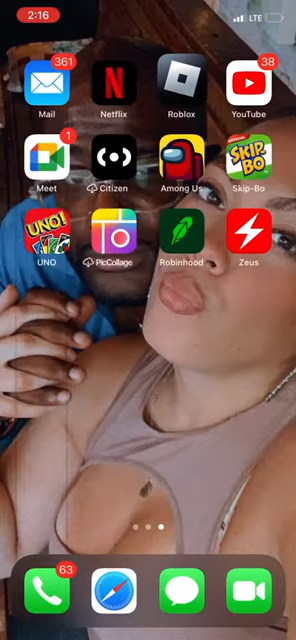 2:16
LTE
361
38
Mail
Netflix
Roblox
YouTube
1
Meet
Citizen
Among Us
OFFICIAL
SKIP-BO
Skip-Bo
UNO!
UNO
PicCollage
Robinhood
Zeus
63